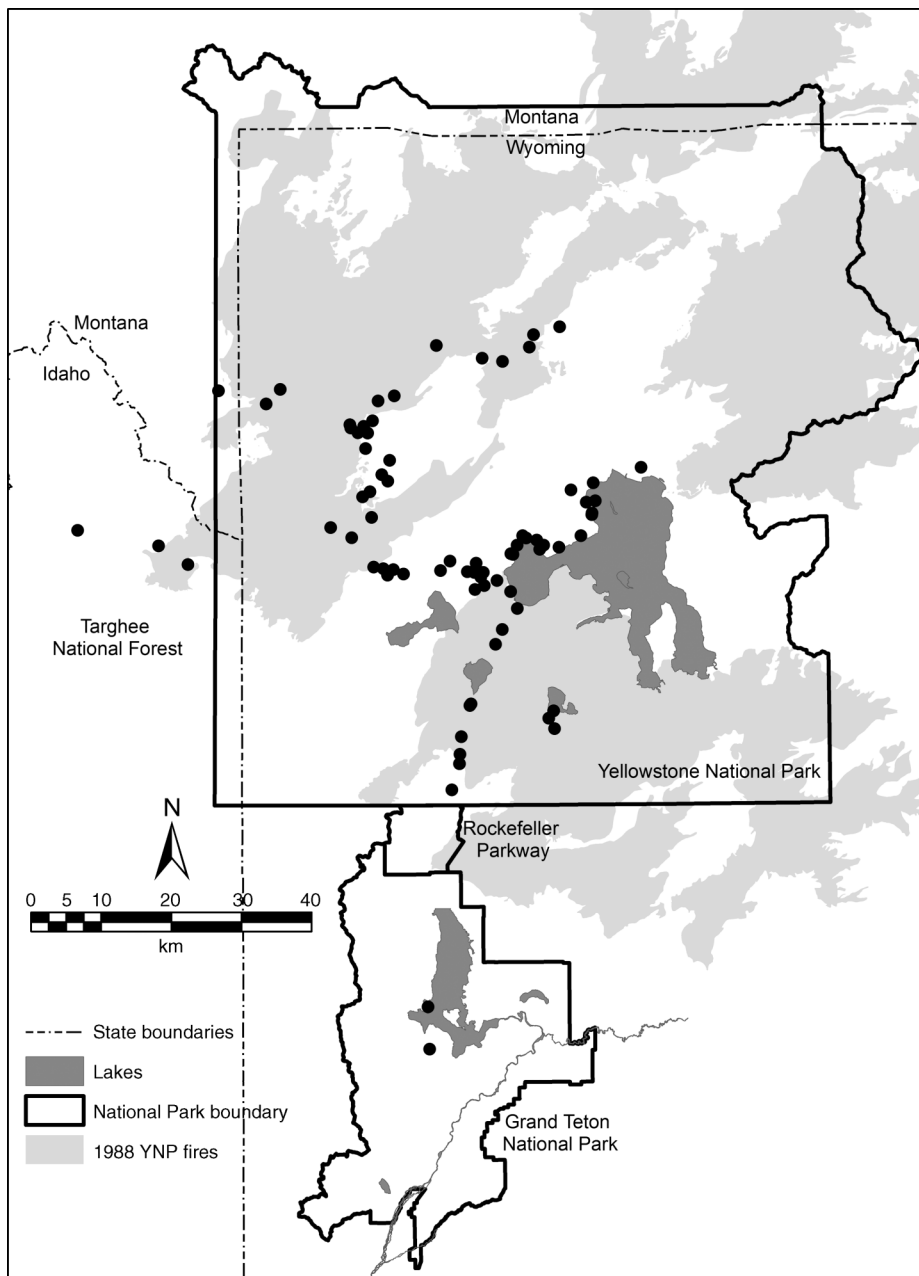 Montana
Wyoming
Montana
Idaho
Targhee
National Forest
Yellowstone National Park
N
Rockefeller
Parkway
0 5 10 20 30 40
km
State boundaries
Lakes
National Park boundary
1988 YNP fires
Grand Teton
National Park